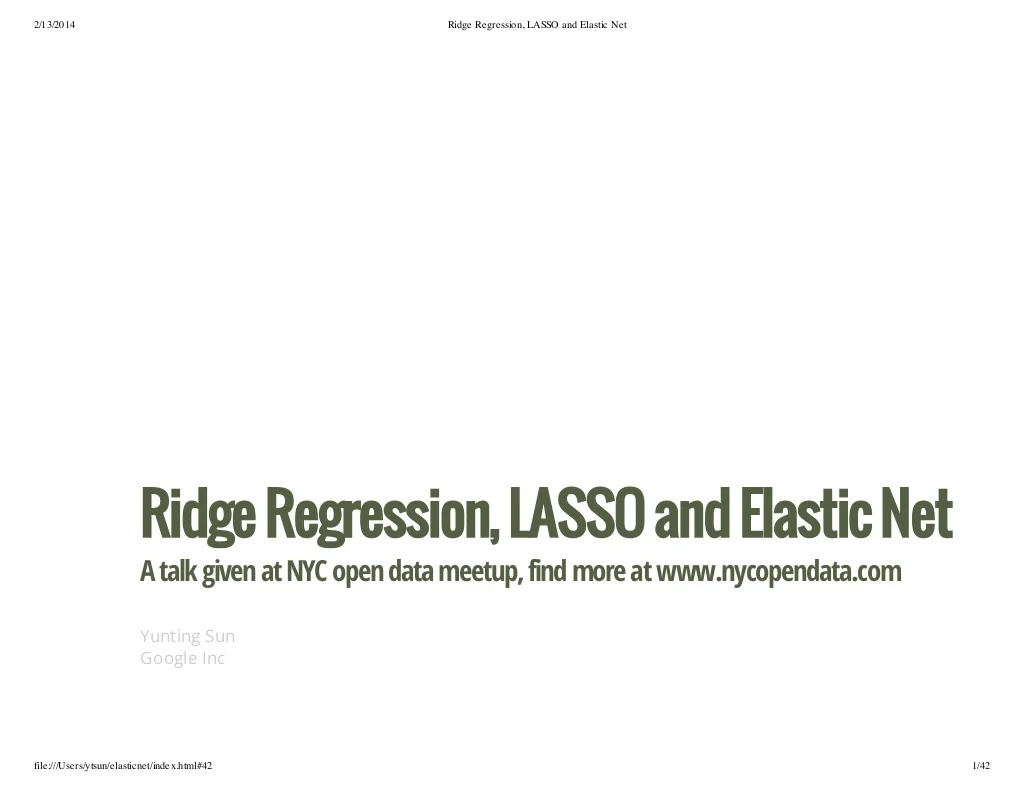 2/13/2014 Ridge Regression, LASSO and Elastic Net
Ridge Regression, LASSO and Elastic Net
A talk given at NYC open data meetup, find more at www.nycopendata.com
Yunting Sun
Google Inc
file:///Users/ytsun/elasticnet/index.html#42 1/42